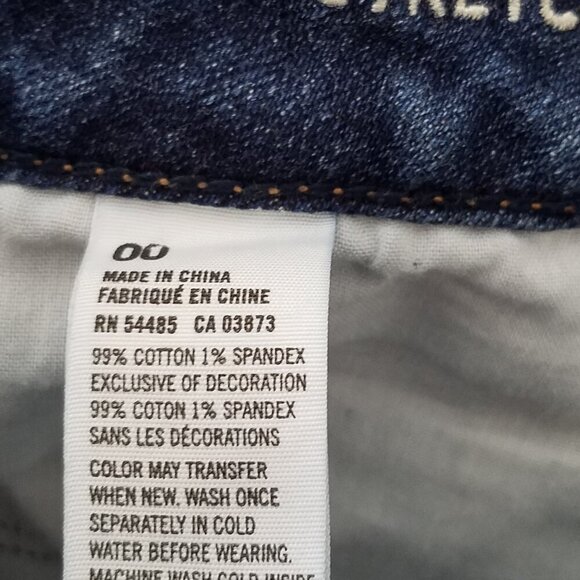 00
MADE IN CHINA
FABRIQUÉ EN CHINE
RN 54485 CA 03873
99% COTTON 1% SPANDEX
EXCLUSIVE OF DECORATION
99% COTON 1% SPANDEX
SANS LES DÉCORATIONS
COLOR MAY TRANSFER
WHEN NEW. WASH ONCE
SEPARATELY IN COLD
WATER BEFORE WEARING.
MACHINE WASH COLD INSIDE